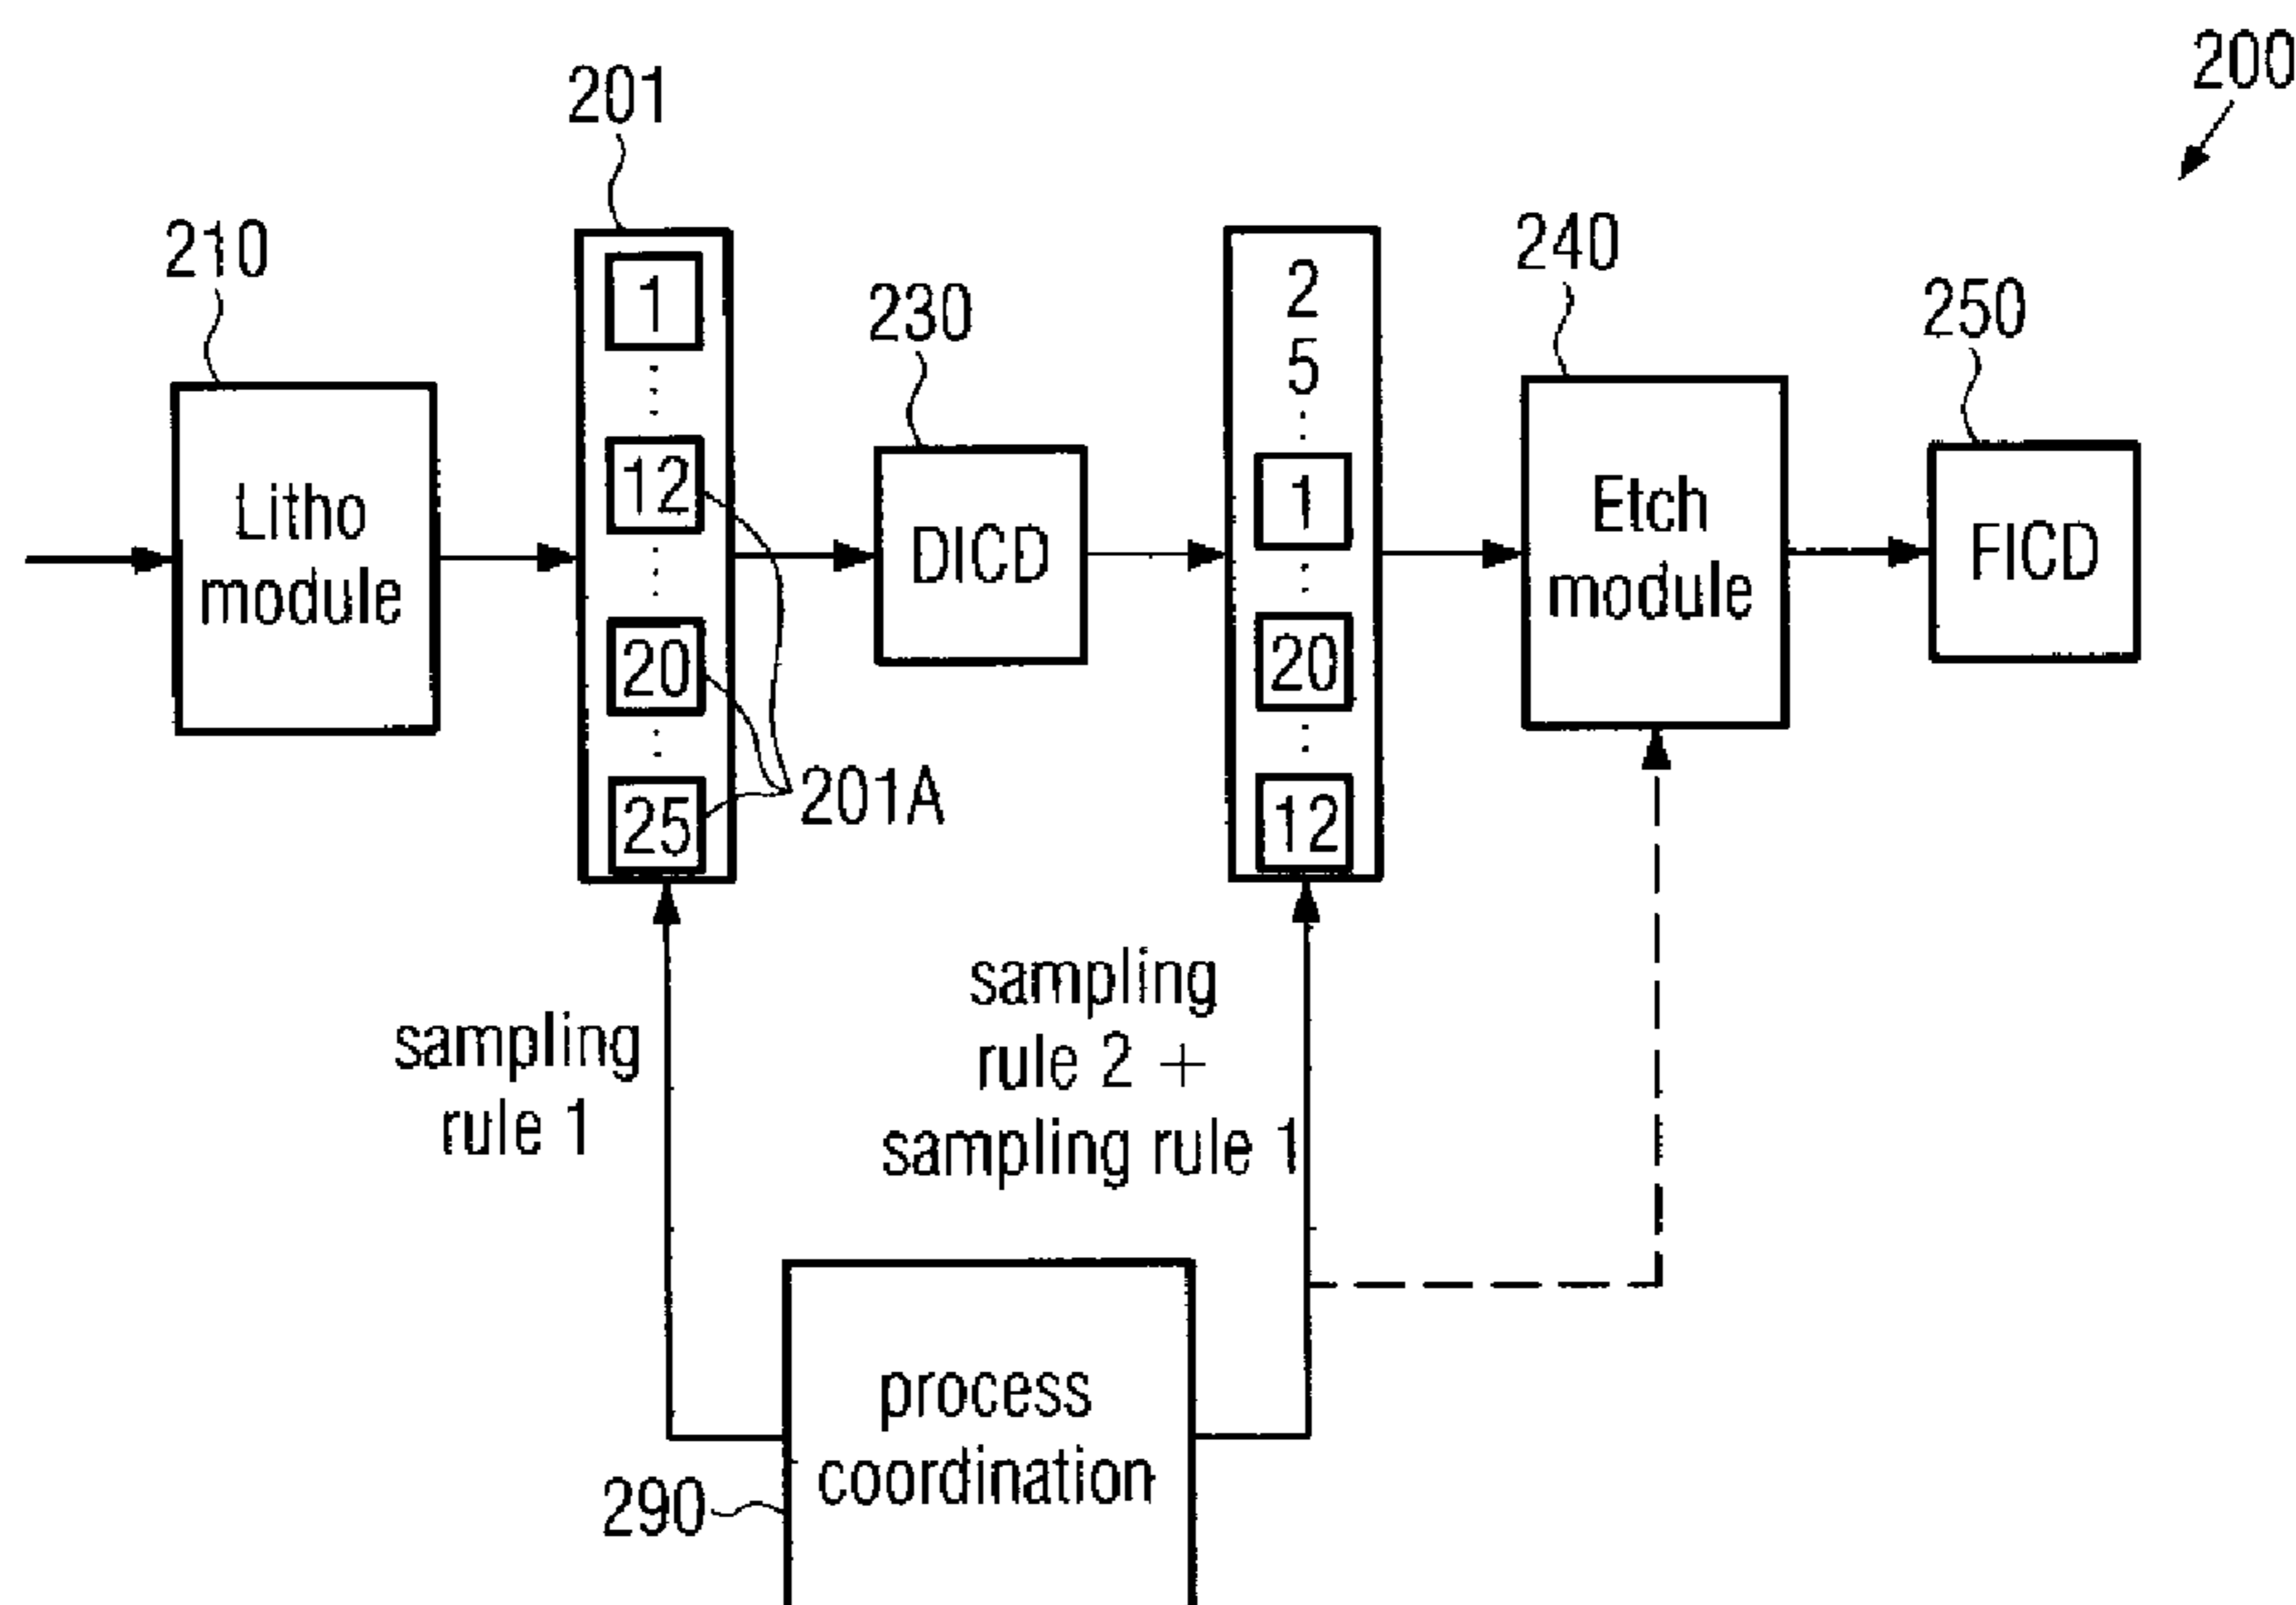 200
201
210
240
230
250
1
12
20
25
201A
Litho
module
DICD
2
5
1
20
12
Etch
module
FICD
sampling
rule 1
sampling
rule 2 +
sampling rule 1
process
coordination
290